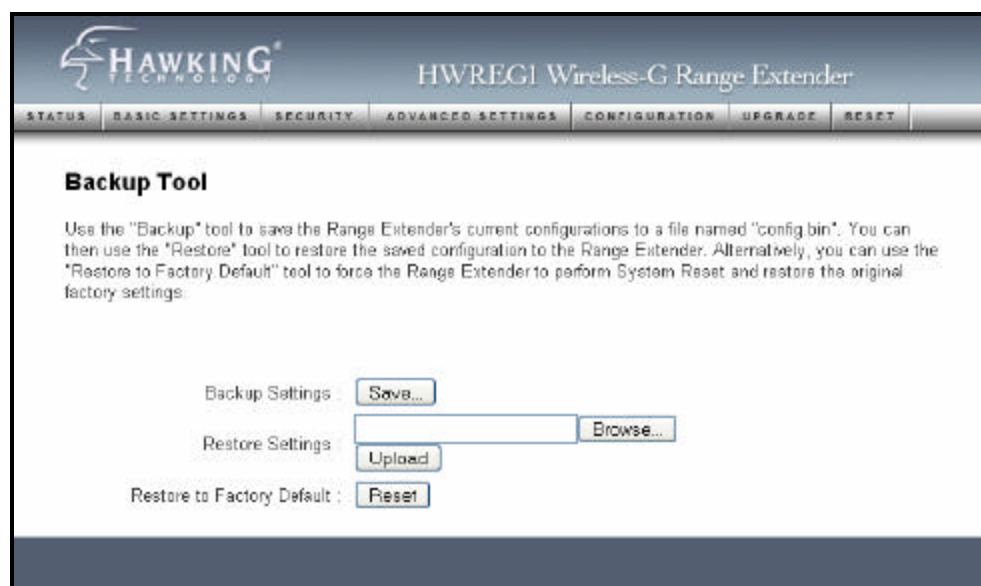 HAWKING
TECHNOLOGY
HWREG1 Wireless-G Range Extender
STATUS BASIC SETTINGS SECURITY ADVANCED SETTINGS CONFIGURATION UPGRADE RESET
Backup Tool
Use the "Backup" tool to save the Range Extender's current configurations to a file named "config.bin". You can
then use the "Restore" tool to restore the saved configuration to the Range Extender. Alternatively, you can use the
"Restore to Factory Default" tool to force the Range Extender to perform System Reset and restore the original
factory settings.
Backup Settings : Save...
Restore Settings : Browse...
Upload
Restore to Factory Default : Reset